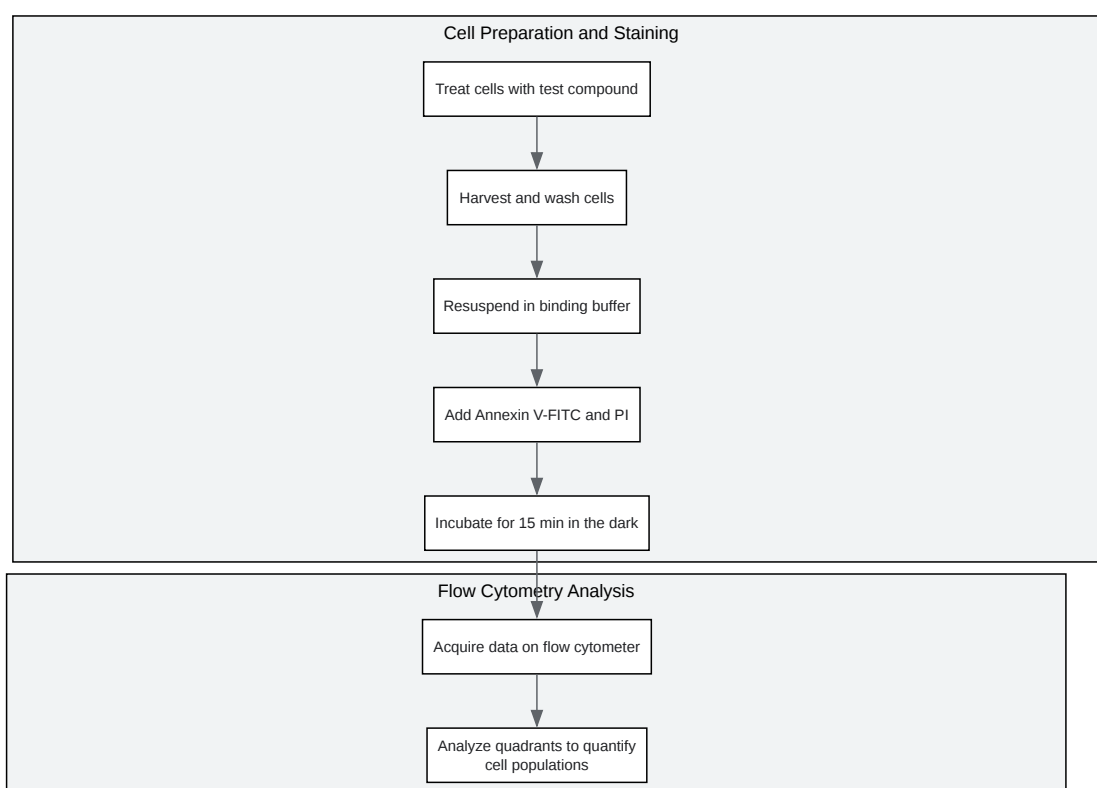 Cell Preparation and Staining
Treat cells with test compound
Harvest and wash cells
Resuspend in binding buffer
Add Annexin V-FITC and PI
Incubate for 15 min in the dark
Flow Cytometry Analysis
Acquire data on flow cytometer
Analyze quadrants to quantify
cell populations